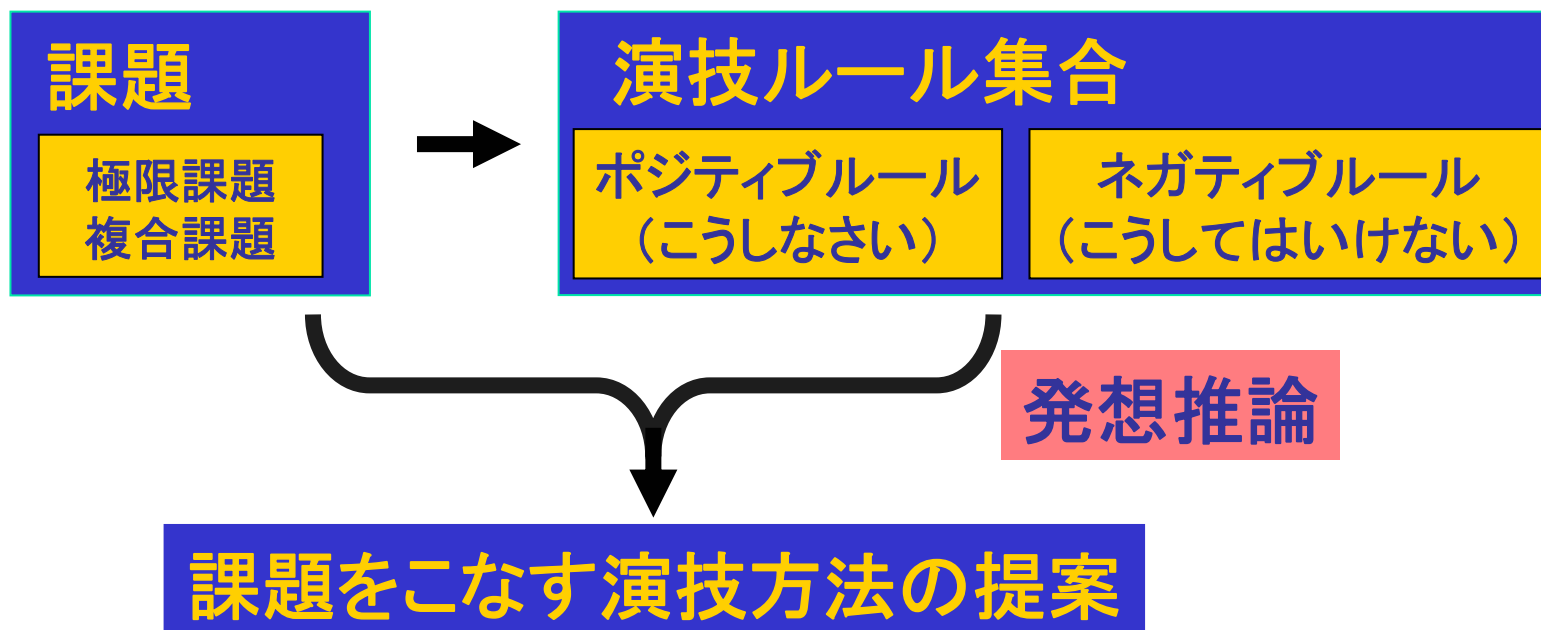 課題
極限課題
複合課題
演技ルール集合
ポジティブルール
（こうしなさい）
ネガティブルール
（こうしてはいけない）
発想推論
課題をこなす演技方法の提案